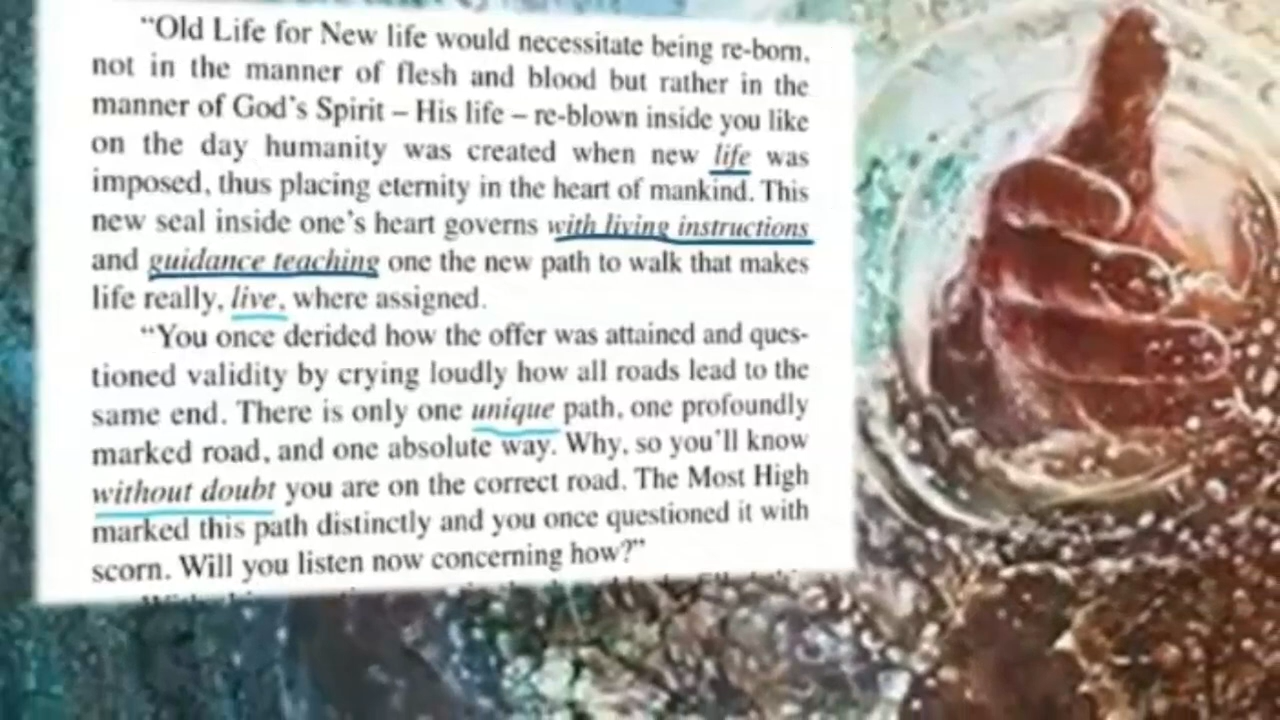 "Old Life for New life would necessitate being re-born,
not in the manner of flesh and blood but rather in the
manner of God's Spirit – His life – re-blown inside you like
on the day humanity was created when new life was
imposed, thus placing eternity in the heart of mankind. This
new seal inside one's heart governs with living instructions
and guidance teaching one the new path to walk that makes
life really, live, where assigned.
"You once derided how the offer was attained and ques-
tioned validity by crying loudly how all roads lead to the
same end. There is only one unique path, one profoundly
marked road, and one absolute way. Why, so you'll know
without doubt you are on the correct road. The Most High
marked this path distinctly and you once questioned it with
scorn. Will you listen now concerning how?"